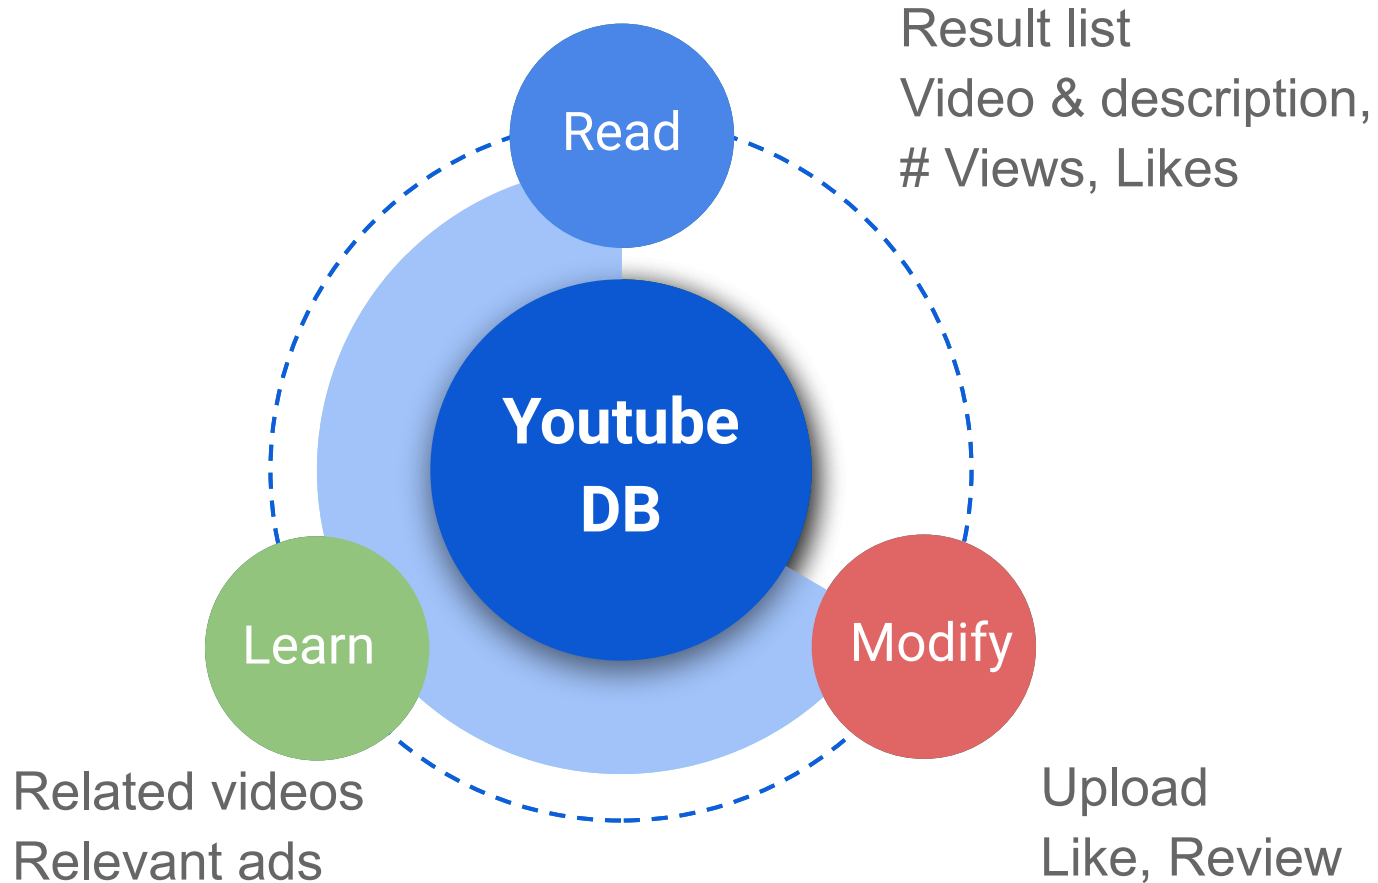 Result list
Video & description,
# Views, Likes
Read
Youtube
DB
Learn
Modify
Related videos
Relevant ads
Upload
Like, Review